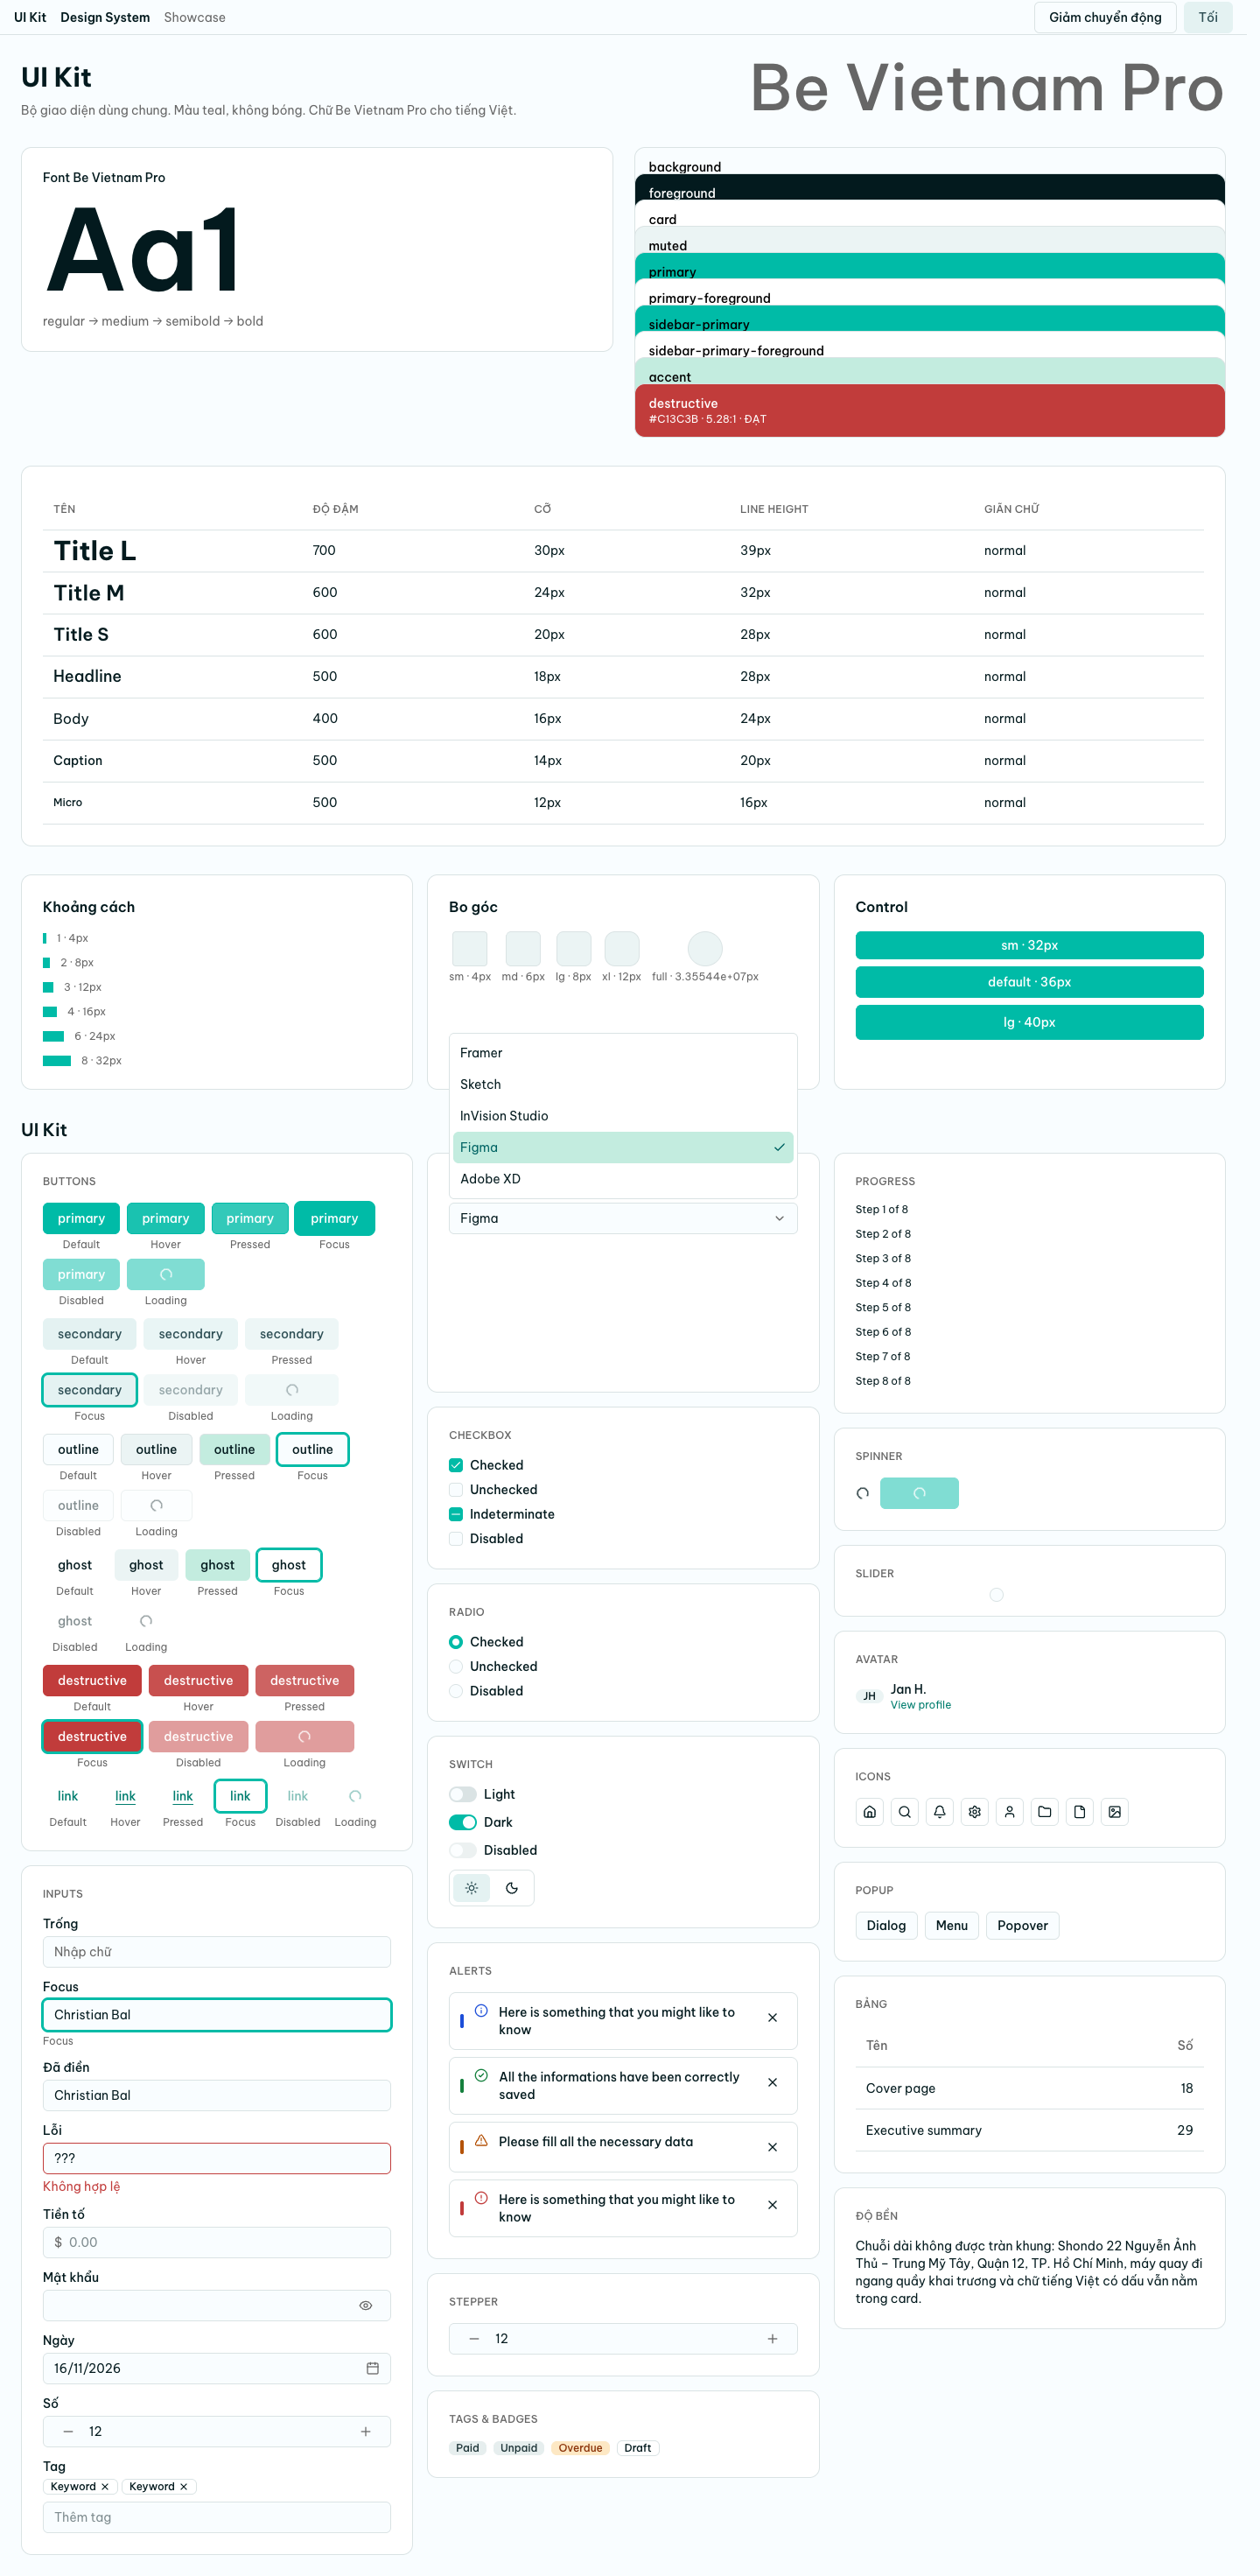 UI Kit Design System Showcase Giảm chuyển động Tối
UI Kit
Bộ giao diện dùng chung. Màu teal, không bóng. Chữ Be Vietnam Pro cho tiếng Việt.
Be Vietnam Pro
Font Be Vietnam Pro
Aa1
regular → medium → semibold → bold
background
foreground
card
muted
primary
primary-foreground
sidebar-primary
sidebar-primary-foreground
accent
destructive
#C13C3B · 5.28:1 · ĐẠT
TÊN ĐỘ ĐẬM CỠ LINE HEIGHT GIÃN CHỮ
Title L 700 30px 39px normal
Title M 600 24px 32px normal
Title S 600 20px 28px normal
Headline 500 18px 28px normal
Body 400 16px 24px normal
Caption 500 14px 20px normal
Micro 500 12px 16px normal
Khoảng cách
1 · 4px
2 · 8px
3 · 12px
4 · 16px
6 · 24px
8 · 32px
Bo góc
sm · 4px md · 6px lg · 8px xl · 12px full · 3.35544e+07px
Control
sm · 32px
default · 36px
lg · 40px
UI Kit
BUTTONS
primary primary primary primary
Default Hover Pressed Focus
primary
Disabled Loading
secondary secondary secondary
Default Hover Pressed
secondary secondary
Focus Disabled Loading
outline outline outline outline
Default Hover Pressed Focus
outline
Disabled Loading
ghost ghost ghost ghost
Default Hover Pressed Focus
ghost
Disabled Loading
destructive destructive destructive
Default Hover Pressed
destructive destructive
Focus Disabled Loading
link link link link link
Default Hover Pressed Focus Disabled Loading
INPUTS
Trống
Nhập chữ
Focus
Christian Bal
Focus
Đã điền
Christian Bal
Lỗi
???
Không hợp lệ
Tiền tố
$ 0.00
Mật khẩu
Ngày
16/11/2026
Số
12
Tag
Keyword Keyword
Thêm tag
Framer
Sketch
InVision Studio
Figma
Adobe XD
Figma
CHECKBOX
Checked
Unchecked
Indeterminate
Disabled
RADIO
Checked
Unchecked
Disabled
SWITCH
Light
Dark
Disabled
ALERTS
Here is something that you might like to
know
All the informations have been correctly
saved
Please fill all the necessary data
Here is something that you might like to
know
STEPPER
12
TAGS & BADGES
Paid Unpaid Overdue Draft
PROGRESS
Step 1 of 8
Step 2 of 8
Step 3 of 8
Step 4 of 8
Step 5 of 8
Step 6 of 8
Step 7 of 8
Step 8 of 8
SPINNER
SLIDER
AVATAR
JH Jan H.
View profile
ICONS
POPUP
Dialog Menu Popover
BẢNG
Tên Số
Cover page 18
Executive summary 29
ĐỘ BỀN
Chuỗi dài không được tràn khung: Shondo 22 Nguyễn Ảnh
Thủ – Trung Mỹ Tây, Quận 12, TP. Hồ Chí Minh, máy quay đi
ngang quầy khai trương và chữ tiếng Việt có dấu vẫn nằm
trong card.